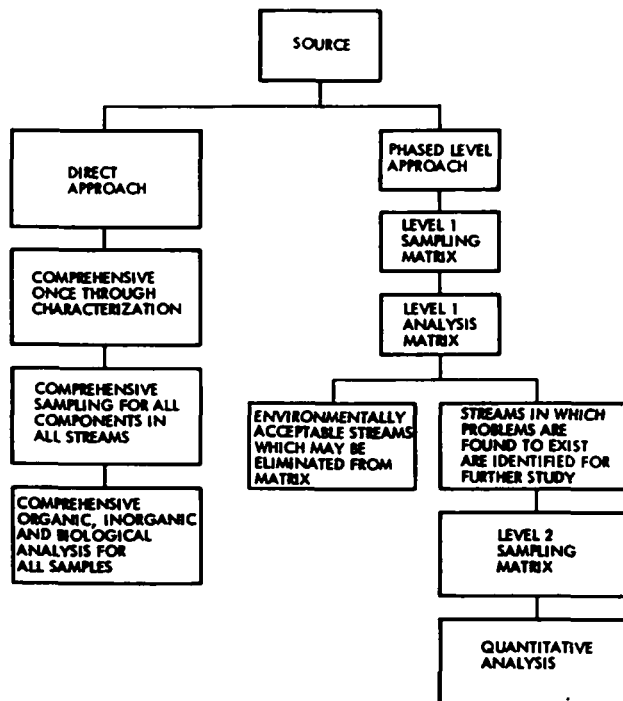 SOURCE
DIRECT
APPROACH
COMPREHENSIVE
ONCE THROUGH
CHARACTERIZATION
COMPREHENSIVE
SAMPLING FOR ALL
COMPONENTS IN
ALL STREAMS
COMPREHENSIVE
ORGANIC, INORGANIC
AND BIOLOGICAL
ANALYSIS FOR
ALL SAMPLES
PHASED LEVEL
APPROACH
LEVEL 1
SAMPLING
MATRIX
LEVEL 1
ANALYSIS
MATRIX
ENVIRONMENTALLY
ACCEPTABLE STREAMS
WHICH MAY BE
ELIMINATED FROM
MATRIX
STREAMS IN WHICH
PROBLEMS ARE
FOUND TO EXIST
ARE IDENTIFIED FOR
FURTHER STUDY
LEVEL 2
SAMPLING
MATRIX
QUANTITATIVE
ANALYSIS